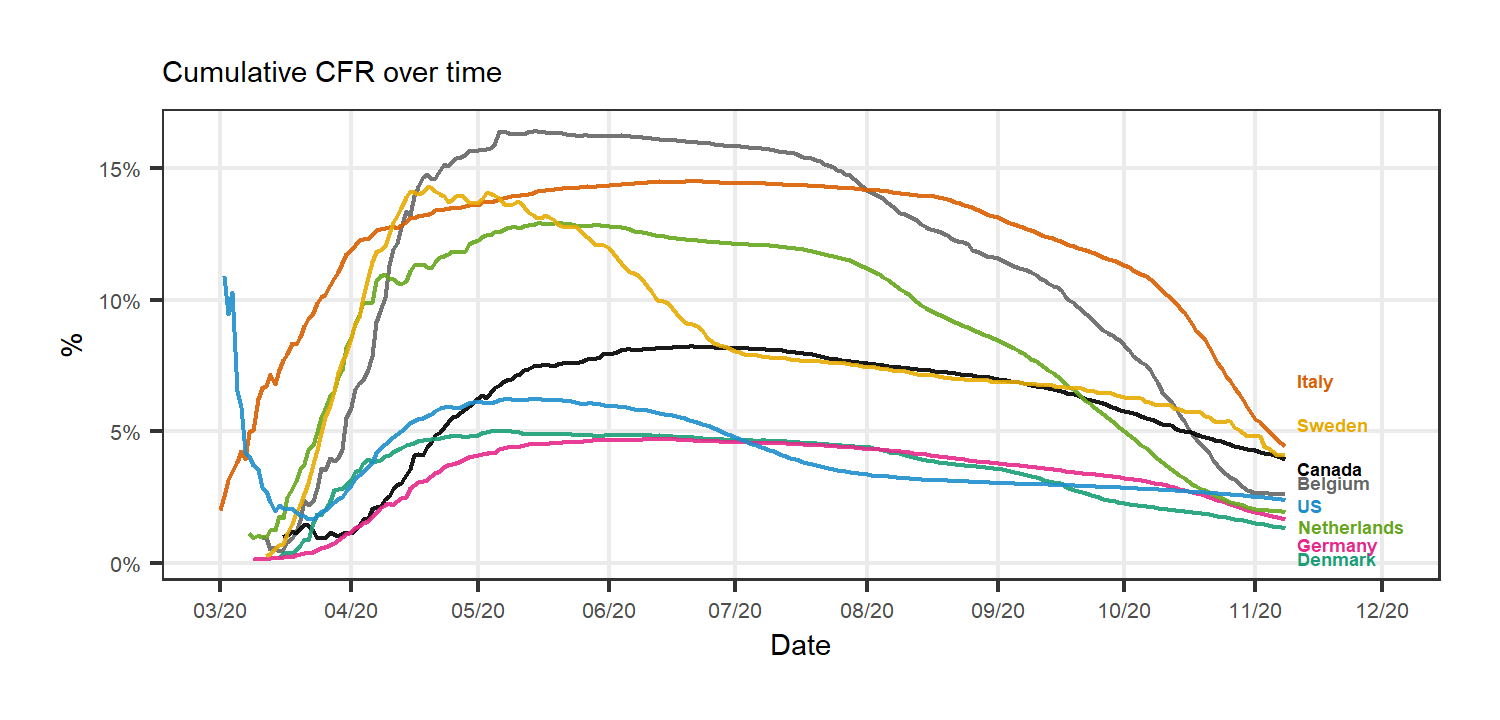 Cumulative CFR over time
15%
10%
5%
0%
%
03/20 04/20 05/20 06/20 07/20 08/20 09/20 10/20 11/20 12/20
Date
Italy
Sweden
Canada
Belgium
US
Netherlands
Germany
Denmark